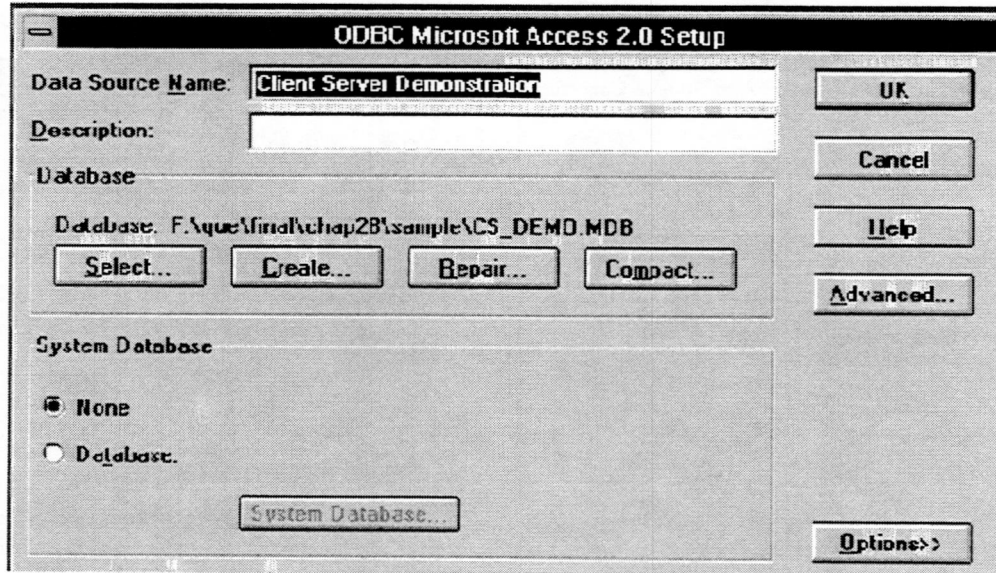 ODBC Microsoft Access 2.0 Setup
Data Source Name:
Client Server Demonstration
OK
Description:
Cancel
Database
Database: F:\que\final\chap28\sample\CS_DEMO.MDB
Help
Select...
Create...
Repair...
Compact...
Advanced...
System Database
None
Database:
System Database...
Options>>